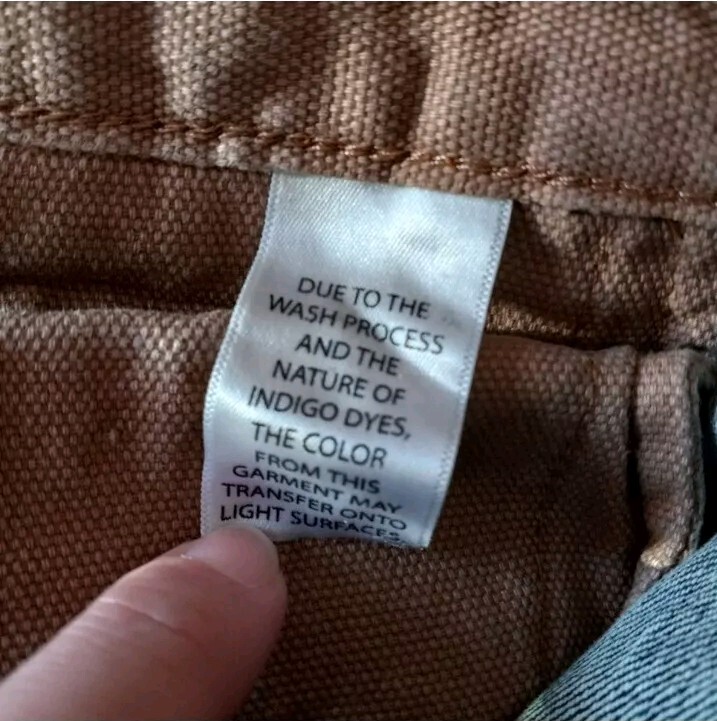 DUE TO THE
WASH PROCESS
AND THE
NATURE OF
INDIGO DYES,
THE COLOR
FROM THIS
GARMENT MAY
TRANSFER ONTO
LIGHT SURFACES.